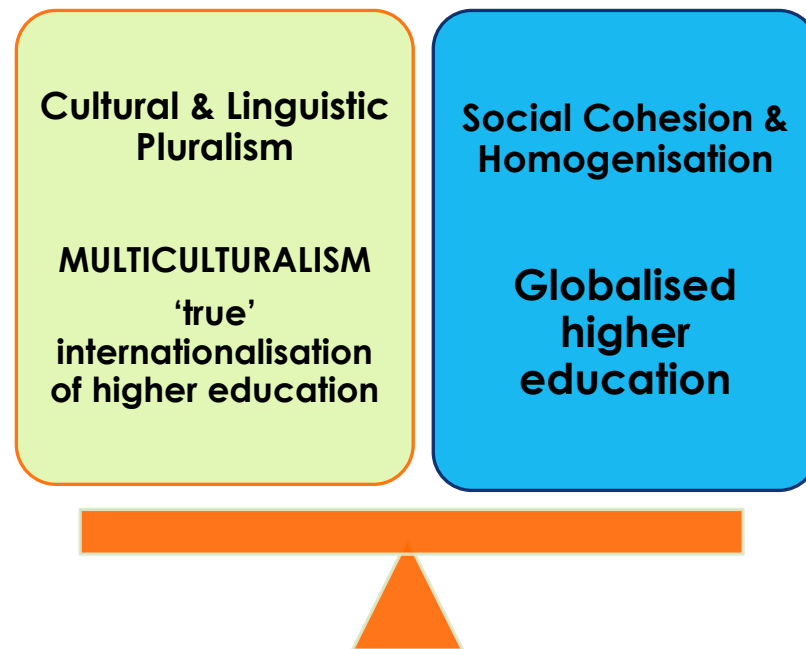 Cultural & Linguistic
Pluralism
MULTICULTURALISM
‘true’
internationalisation
of higher education
Social Cohesion &
Homogenisation
Globalised
higher
education